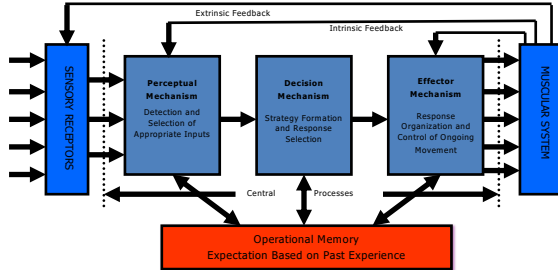 Extrinsic Feedback
Intrinsic Feedback
SENSORY RECEPTORS
Perceptual
Mechanism
Detection and
Selection of
Appropriate Inputs
Decision
Mechanism
Strategy Formation
and Response
Selection
Effector
Mechanism
Response
Organization and
Control of Ongoing
Movement
MUSCULAR SYSTEM
Central
Processes
Operational Memory
Expectation Based on Past Experience